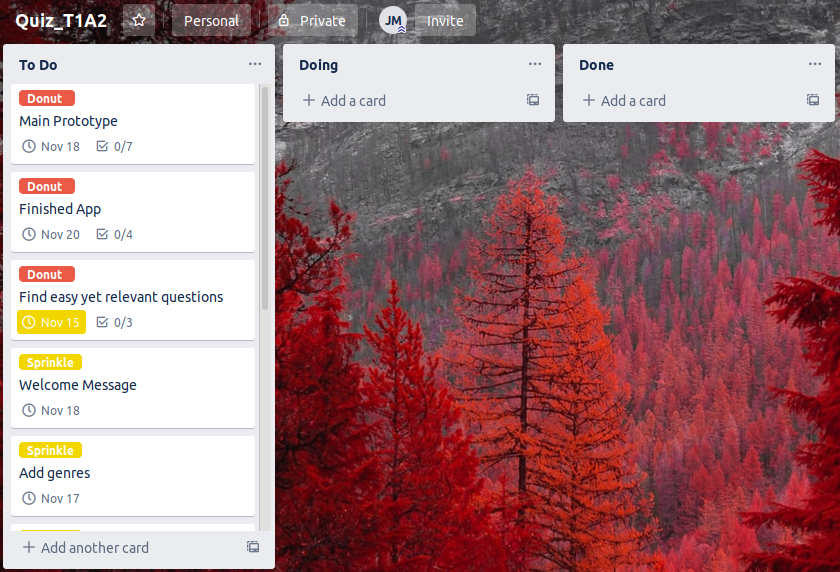 Quiz_T1A2 Personal Private JM Invite
To Do
Donut
Main Prototype
Nov 18 0/7
Donut
Finished App
Nov 20 0/4
Donut
Find easy yet relevant questions
Nov 15 0/3
Sprinkle
Welcome Message
Nov 18
Sprinkle
Add genres
Nov 17
Add another card
Doing
Add a card
Done
Add a card